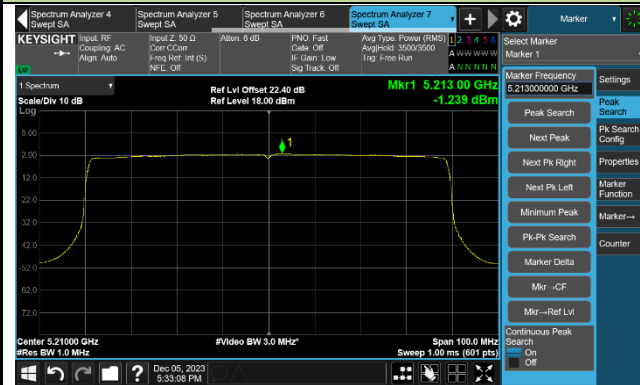 Spectrum Analyzer 4
Swept SA
Spectrum Analyzer 5
Swept SA
Spectrum Analyzer 6
Swept SA
Spectrum Analyzer 7
Swept SA
Marker
KEYSIGHT
Input: RF
Coupling: AC
Align: Auto
Input Z: 50 Ω
Corr CCorr
Freq Ref: Int (S)
NFE: Off
Atten: 6 dB
PNO: Fast
Gate: Off
IF Gain: Low
Sig Track: Off
Avg Type: Power (RMS)
Avg|Hold: 3500/3500
Trig: Free Run
1 2 3 4 5 6
A W W W W W
A N N N N N
LW
Select Marker
Marker 1
1 Spectrum
Scale/Div 10 dB
Log
Ref Lvl Offset 22.40 dB
Ref Level 18.00 dBm
Mkr1 5.213 00 GHz
-1.239 dBm
8.00
-2.00
-12.0
-22.0
-32.0
-42.0
-52.0
-62.0
-72.0
1
Center 5.21000 GHz
#Res BW 1.0 MHz
#Video BW 3.0 MHz*
Span 100.0 MHz
Sweep 1.00 ms (601 pts)
Marker Frequency
5.213000000 GHz
Peak Search
Next Peak
Next Pk Right
Next Pk Left
Minimum Peak
Pk-Pk Search
Marker Delta
Mkr→CF
Mkr→Ref Lvl
Continuous Peak
Search
On
Off
Settings
Peak
Search
Pk Search
Config
Properties
Marker
Function
Marker→
Counter
?
Dec 05, 2023
5:33:08 PM